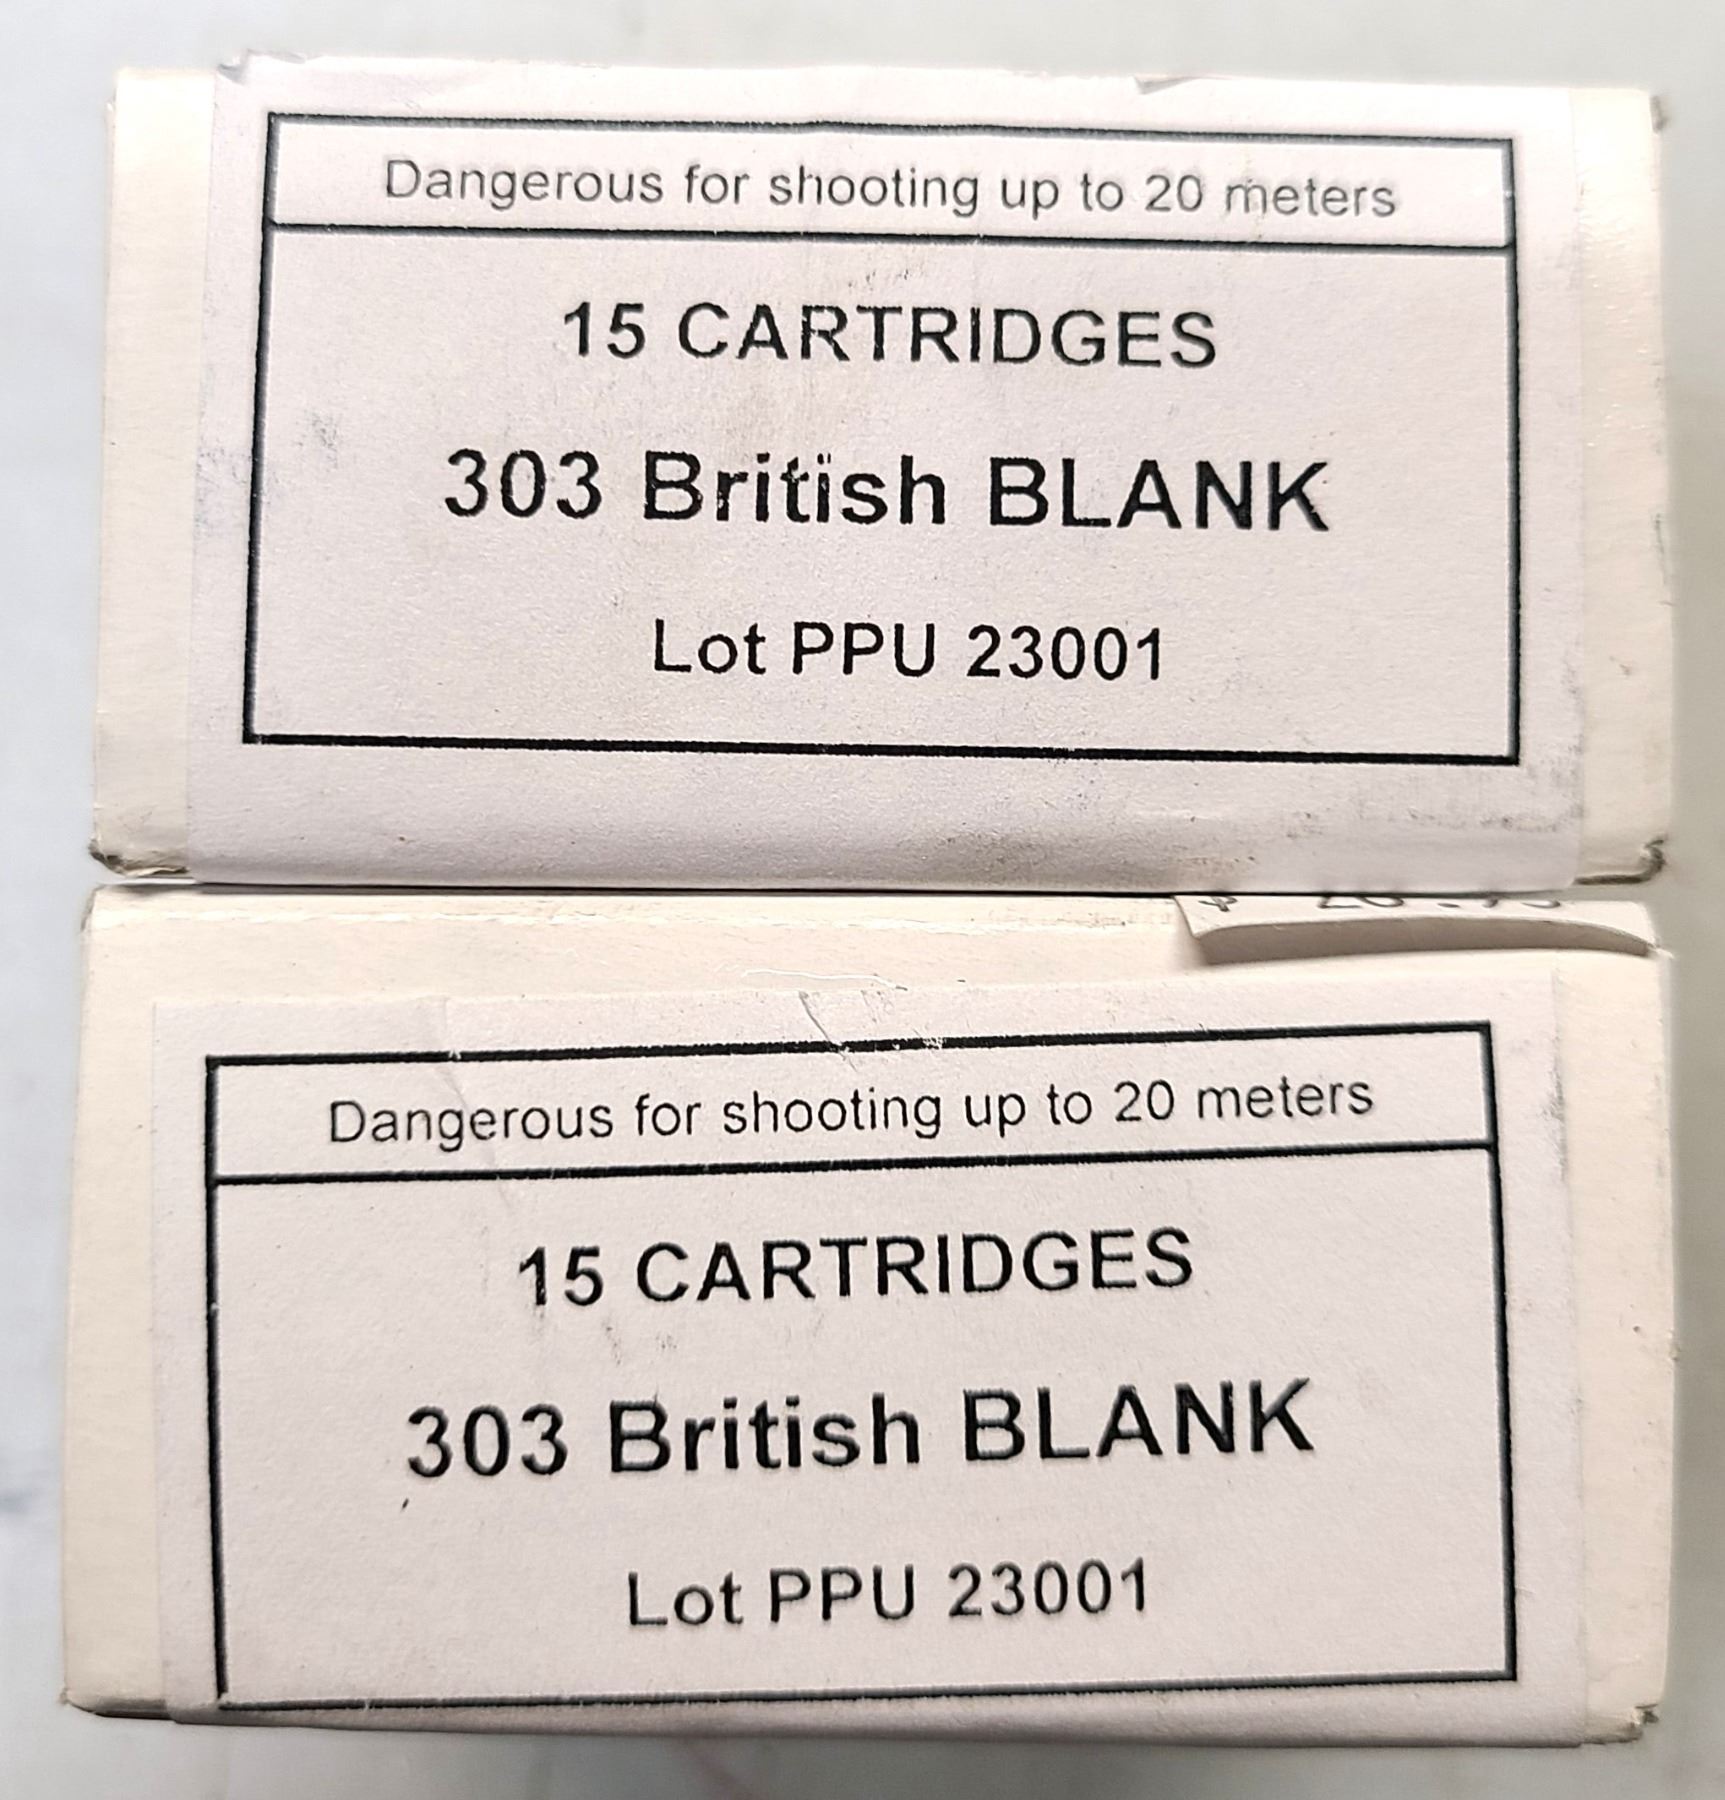 Dangerous for shooting up to 20 meters
15 CARTRIDGES
303 British BLANK
Lot PPU 23001
Dangerous for shooting up to 20 meters
15 CARTRIDGES
303 British BLANK
Lot PPU 23001